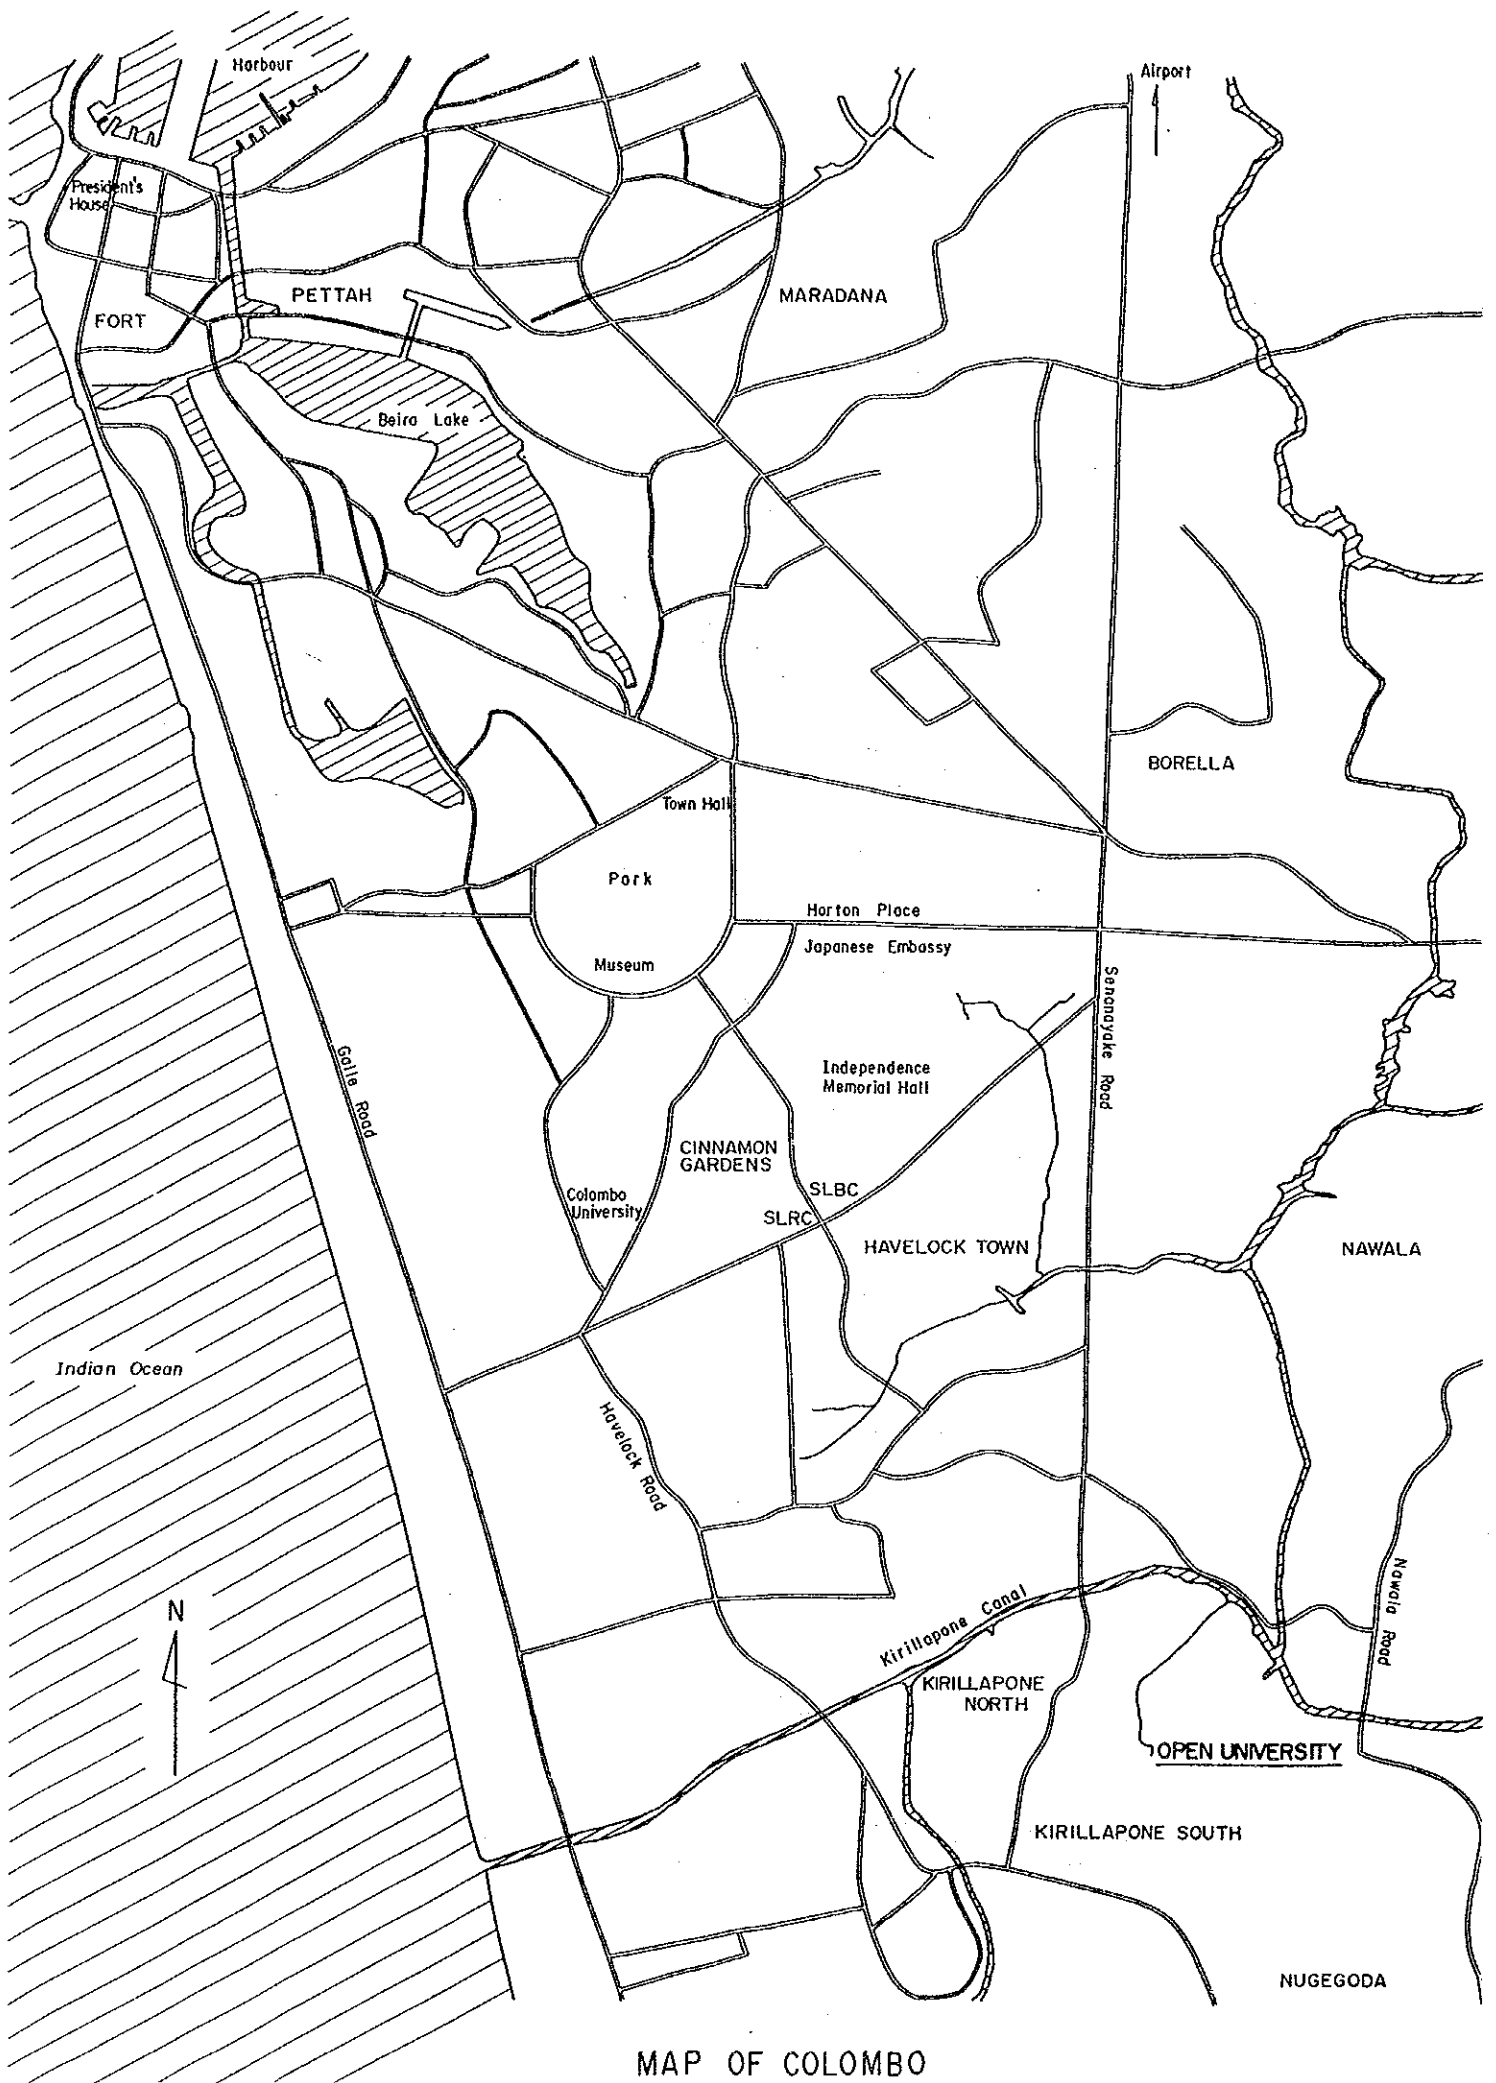 Harbour
Airport
President's
House
PETTAH
MARADANA
FORT
Beira Lake
BORELLA
Town Hall
Park
Horton Place
Japanese Embassy
Museum
Senanayake Road
Galle Road
Independence
Memorial Hall
CINNAMON
GARDENS
Colombo
University
SLBC
SLRC
HAVELOCK TOWN
NAWALA
Indian Ocean
Havelock Road
Nawala Road
N
Kirillapone Canal
KIRILLAPONE
NORTH
OPEN UNIVERSITY
KIRILLAPONE SOUTH
NUGEGODA
MAP OF COLOMBO